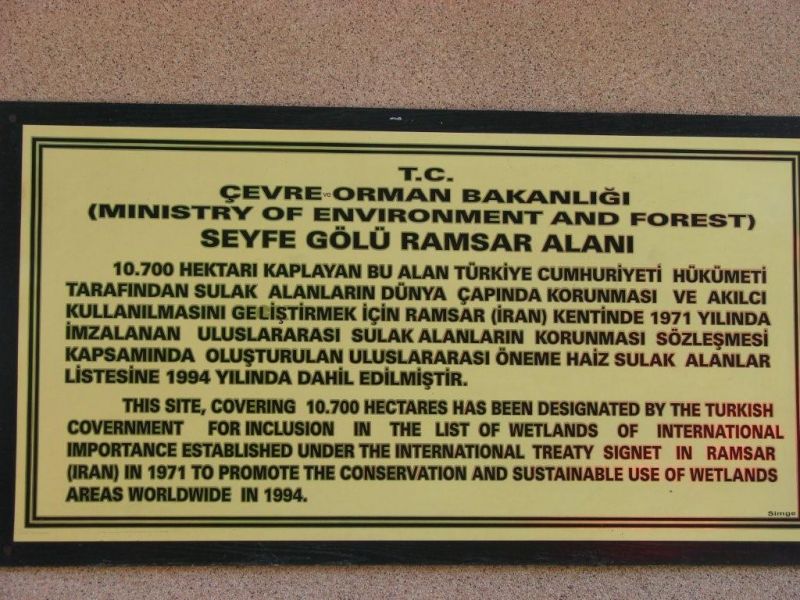 T.C.
ÇEVRE ve ORMAN BAKANLIĞI
(MINISTRY OF ENVIRONMENT AND FOREST)
SEYFE GÖLÜ RAMSAR ALANI
10.700 HEKTARI KAPLAYAN BU ALAN TÜRKİYE CUMHURİYETİ HÜKÜMETİ
TARAFINDAN SULAK ALANLARIN DÜNYA ÇAPINDA KORUNMASI VE AKILCI
KULLANILMASINI GELİŞTİRMEK İÇİN RAMSAR (İRAN) KENTİNDE 1971 YILINDA
İMZALANAN ULUSLARARASI SULAK ALANLARIN KORUNMASI SÖZLEŞMESİ
KAPSAMINDA OLUŞTURULAN ULUSLARARASI ÖNEME HAİZ SULAK ALANLAR
LİSTESİNE 1994 YILINDA DAHİL EDİLMİŞTİR.
THIS SITE, COVERING 10.700 HECTARES HAS BEEN DESIGNATED BY THE TURKISH
COVERNMENT FOR INCLUSION IN THE LIST OF WETLANDS OF INTERNATIONAL
IMPORTANCE ESTABLISHED UNDER THE INTERNATIONAL TREATY SIGNET IN RAMSAR
(IRAN) IN 1971 TO PROMOTE THE CONSERVATION AND SUSTAINABLE USE OF WETLANDS
AREAS WORLDWIDE IN 1994.
Simge